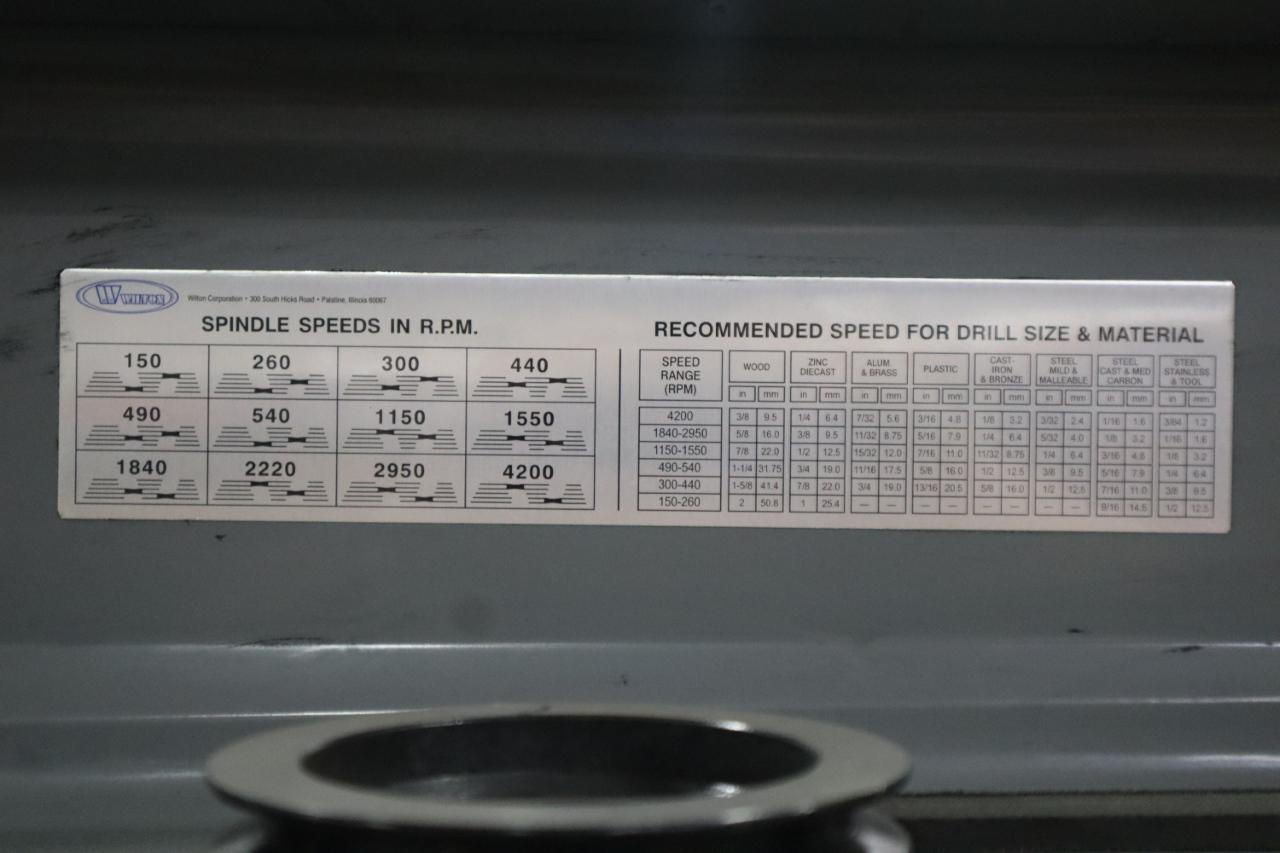 WILTON
Wilton Corporation • 300 South Hicks Road • Palatine, Illinois 60067
SPINDLE SPEEDS IN R.P.M.
150 260 300 440
490 540 1150 1550
1840 2220 2950 4200
RECOMMENDED SPEED FOR DRILL SIZE & MATERIAL
SPEED RANGE (RPM) WOOD ZINC DIECAST ALUM & BRASS PLASTIC CAST-IRON & BRONZE STEEL MILD & MALLEABLE STEEL CAST & MED CARBON STEEL STAINLESS & TOOL
in mm in mm in mm in mm in mm in mm in mm in mm
4200 3/8 9.5 1/4 6.4 7/32 5.6 3/16 4.8 1/8 3.2 3/32 2.4 1/16 1.6 3/64 1.2
1840-2950 5/8 16.0 3/8 9.5 11/32 8.75 5/16 7.9 1/4 6.4 5/32 4.0 1/8 3.2 1/16 1.6
1150-1550 7/8 22.0 1/2 12.5 15/32 12.0 7/16 11.0 11/32 8.75 1/4 6.4 3/16 4.8 1/8 3.2
490-540 1-1/4 31.75 3/4 19.0 11/16 17.5 5/8 16.0 1/2 12.5 3/8 9.5 5/16 7.9 1/4 6.4
300-440 1-5/8 41.4 7/8 22.0 3/4 19.0 13/16 20.5 5/8 16.0 1/2 12.5 7/16 11.0 3/8 9.5
150-260 2 50.8 1 25.4 — — — — — — — — 9/16 14.5 1/2 12.5